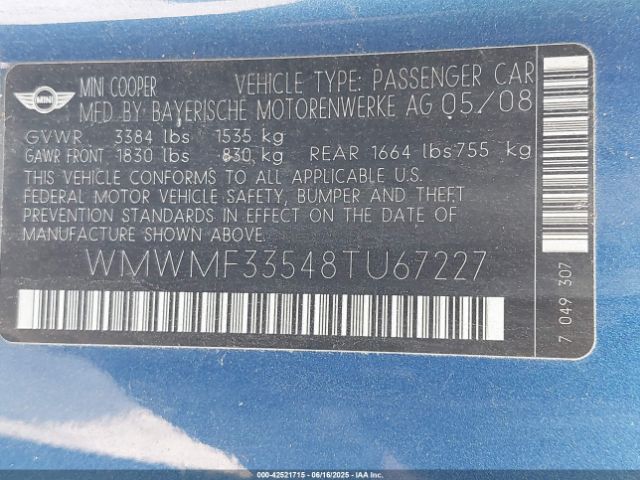 MINI
MINI COOPER VEHICLE TYPE: PASSENGER CAR
MFD BY BAYERISCHE MOTORENWERKE AG 05/08
GVWR 3384 lbs 1535 kg
GAWR FRONT 1830 lbs 830 kg REAR 1664 lbs 755 kg
THIS VEHICLE CONFORMS TO ALL APPLICABLE U.S.
FEDERAL MOTOR VEHICLE SAFETY, BUMPER AND THEFT
PREVENTION STANDARDS IN EFFECT ON THE DATE OF
MANUFACTURE SHOWN ABOVE.
WMWMF33548TU67227
7 049 307
000-42521715 - 06/16/2025 - IAA Inc.